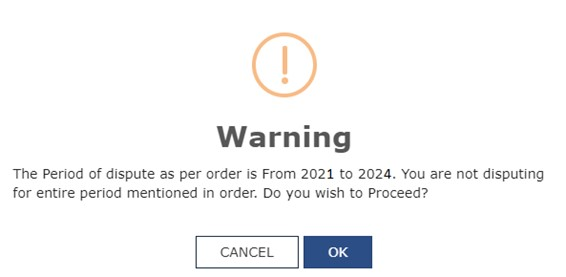 Warning
The Period of dispute as per order is From 2021 to 2024. You are not disputing
for entire period mentioned in order. Do you wish to Proceed?
CANCEL OK